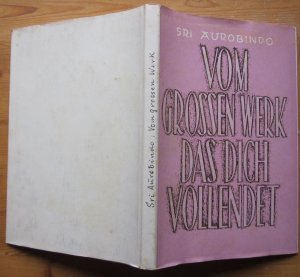 SRI AUROBINDO
VOM
GROSSEN WERK
DAS DICH
VOLLENDET
Sri Aurobindo: Vom grossen Werk